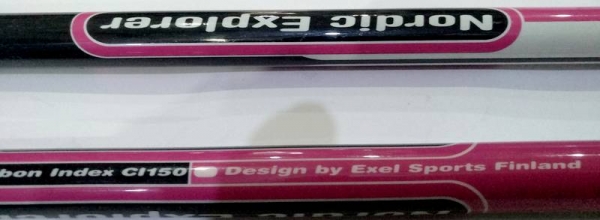 Nordic Explorer
bon Index CI150 Design by Exel Sports Finland